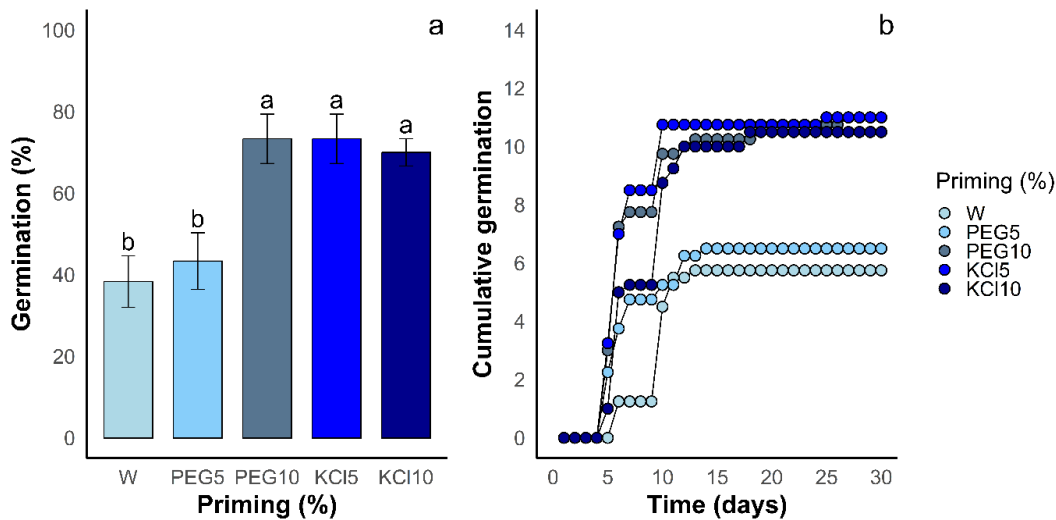 a
Germination (%)
100
80
60
40
20
0
b
b
a
a
a
W
PEG5
PEG10
KCl5
KCl10
Priming (%)
b
Cumulative germination
14
12
10
8
6
4
2
0
0
5
10
15
20
25
30
Time (days)
Priming (%)
W
PEG5
PEG10
KCl5
KCl10